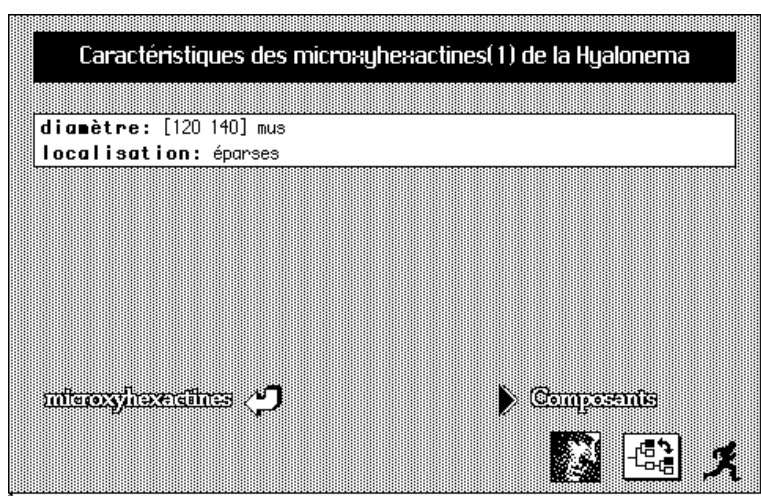 Caractéristiques des microxyhexactines(1) de la Hyalonema
diamètre: [120 140] mus
localisation: éparses
microxyhexactines
Composants